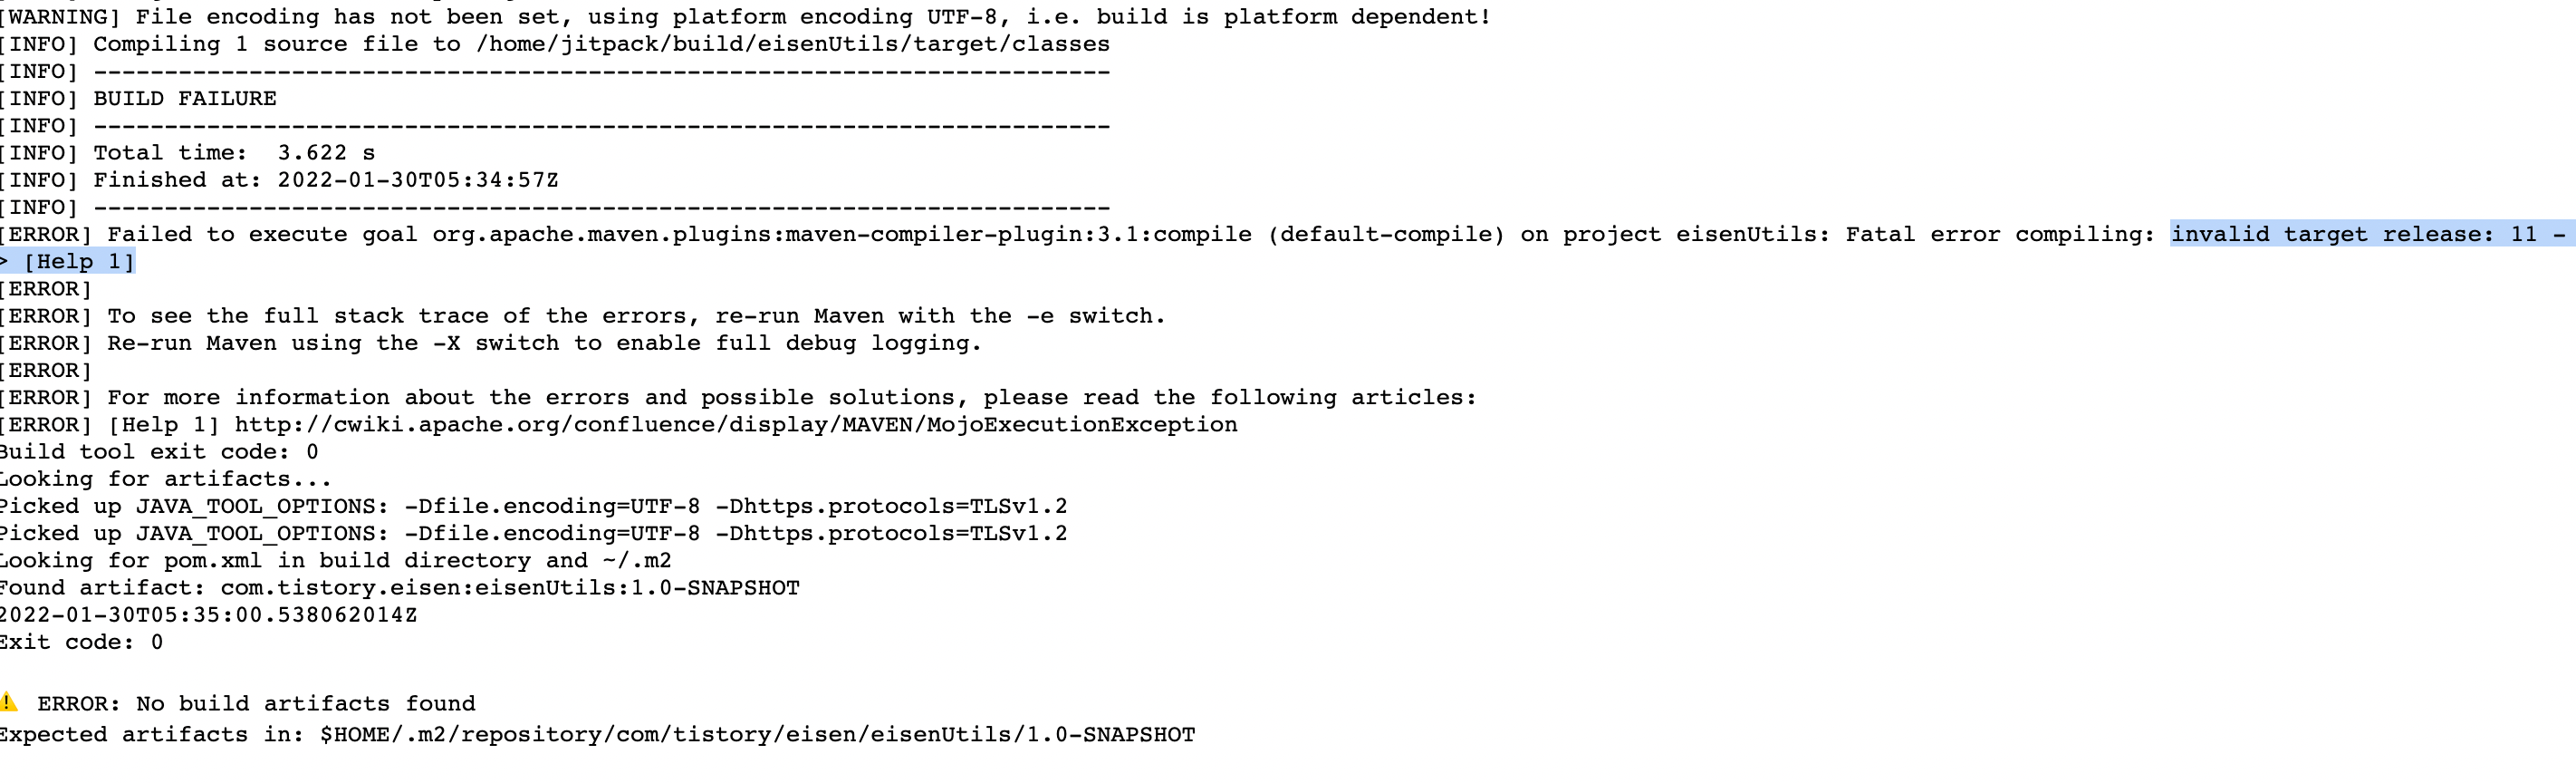 [WARNING] File encoding has not been set, using platform encoding UTF-8, i.e. build is platform dependent!
[INFO] Compiling 1 source file to /home/jitpack/build/eisenUtils/target/classes
[INFO] ------------------------------------------------------------------------
[INFO] BUILD FAILURE
[INFO] ------------------------------------------------------------------------
[INFO] Total time:  3.622 s
[INFO] Finished at: 2022-01-30T05:34:57Z
[INFO] ------------------------------------------------------------------------
[ERROR] Failed to execute goal org.apache.maven.plugins:maven-compiler-plugin:3.1:compile (default-compile) on project eisenUtils: Fatal error compiling: invalid target release: 11 -
> [Help 1]
[ERROR]
[ERROR] To see the full stack trace of the errors, re-run Maven with the -e switch.
[ERROR] Re-run Maven using the -X switch to enable full debug logging.
[ERROR]
[ERROR] For more information about the errors and possible solutions, please read the following articles:
[ERROR] [Help 1] http://cwiki.apache.org/confluence/display/MAVEN/MojoExecutionException
Build tool exit code: 0
Looking for artifacts...
Picked up JAVA_TOOL_OPTIONS: -Dfile.encoding=UTF-8 -Dhttps.protocols=TLSv1.2
Picked up JAVA_TOOL_OPTIONS: -Dfile.encoding=UTF-8 -Dhttps.protocols=TLSv1.2
Looking for pom.xml in build directory and ~/.m2
Found artifact: com.tistory.eisen:eisenUtils:1.0-SNAPSHOT
2022-01-30T05:35:00.538062014Z
Exit code: 0
⚠️ ERROR: No build artifacts found
Expected artifacts in: $HOME/.m2/repository/com/tistory/eisen/eisenUtils/1.0-SNAPSHOT